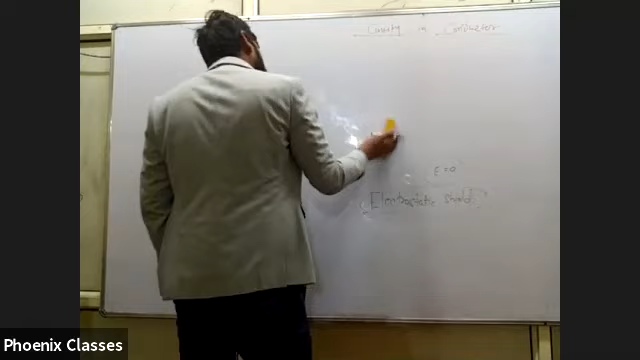 Cavity in Conductor
E = 0
[Electrostatic shield]
Phoenix Classes